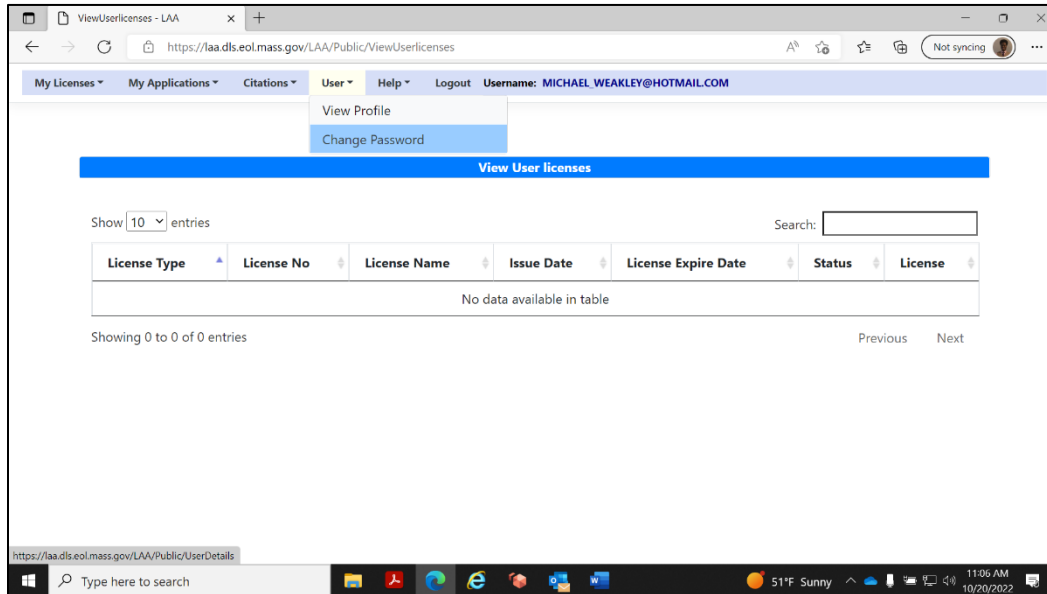 ViewUserlicenses - LAA
https://laa.dls.eol.mass.gov/LAA/Public/ViewUserlicenses
Not syncing
My Licenses My Applications Citations User Help Logout Username: MICHAEL_WEAKLEY@HOTMAIL.COM
View Profile
Change Password
View User licenses
Show 10 entries
Search:
License Type License No License Name Issue Date License Expire Date Status License
No data available in table
Showing 0 to 0 of 0 entries
Previous Next
https://laa.dls.eol.mass.gov/LAA/Public/UserDetails
Type here to search
51°F Sunny
11:06 AM
10/20/2022